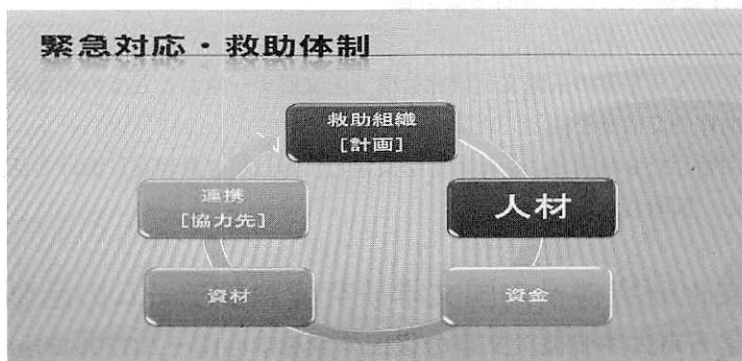 緊急対応・救助体制
救助組織
[計画]
人材
資金
資材
連携
[協力先]